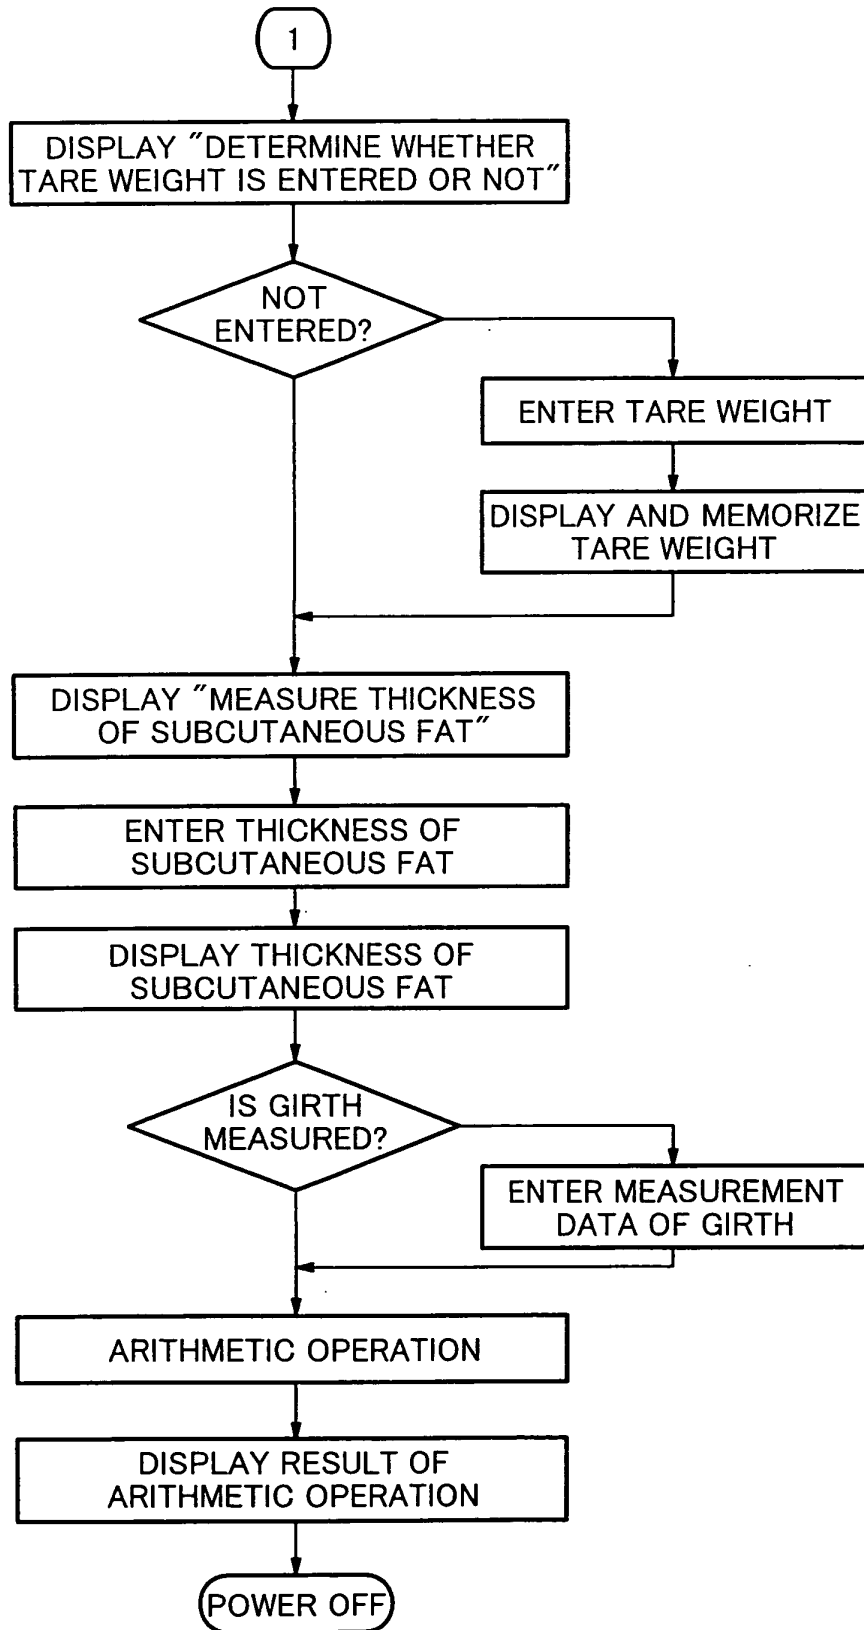 1
DISPLAY "DETERMINE WHETHER
TARE WEIGHT IS ENTERED OR NOT"
NOT
ENTERED?
ENTER TARE WEIGHT
DISPLAY AND MEMORIZE
TARE WEIGHT
DISPLAY "MEASURE THICKNESS
OF SUBCUTANEOUS FAT"
ENTER THICKNESS OF
SUBCUTANEOUS FAT
DISPLAY THICKNESS OF
SUBCUTANEOUS FAT
IS GIRTH
MEASURED?
ENTER MEASUREMENT
DATA OF GIRTH
ARITHMETIC OPERATION
DISPLAY RESULT OF
ARITHMETIC OPERATION
POWER OFF